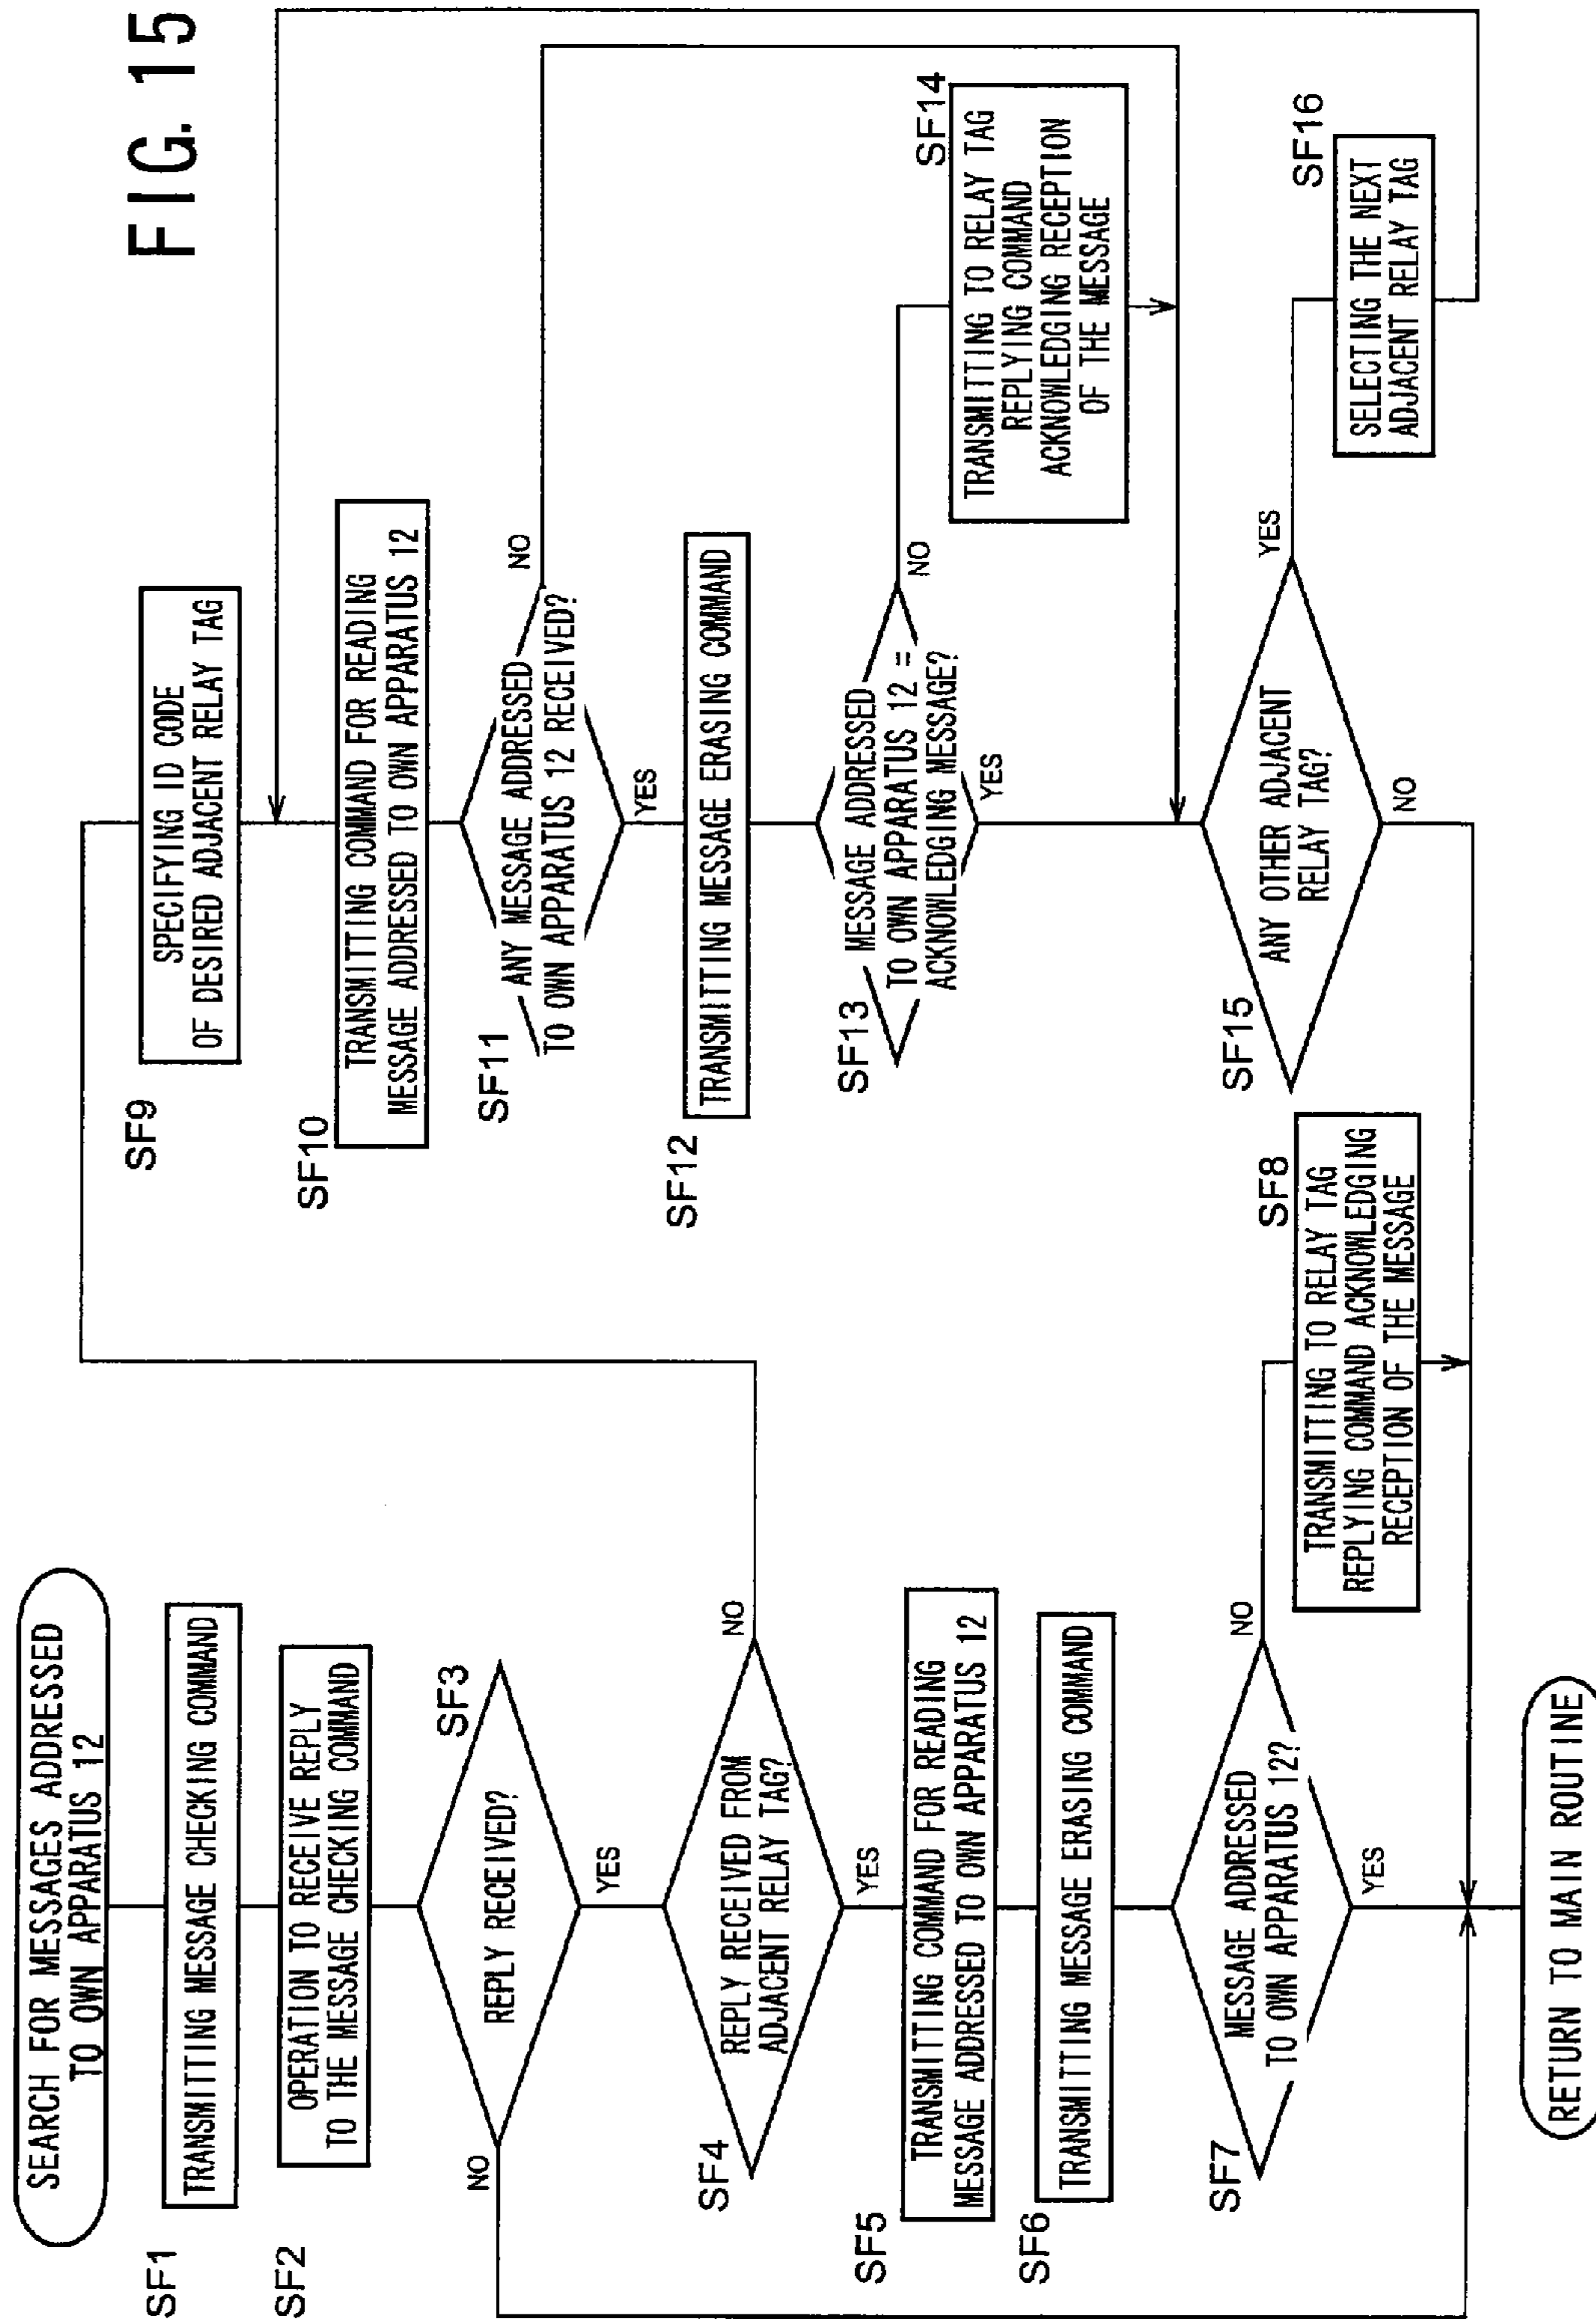 FIG. 15
SEARCH FOR MESSAGES ADDRESSED
TO OWN APPARATUS 12
SF1
TRANSMITTING MESSAGE CHECKING COMMAND
SF2
OPERATION TO RECEIVE REPLY
TO THE MESSAGE CHECKING COMMAND
SF3
REPLY RECEIVED?
NO
YES
SF4
REPLY RECEIVED FROM
ADJACENT RELAY TAG?
NO
YES
SF5
TRANSMITTING COMMAND FOR READING
MESSAGE ADDRESSED TO OWN APPARATUS 12
SF6
TRANSMITTING MESSAGE ERASING COMMAND
SF7
MESSAGE ADDRESSED
TO OWN APPARATUS 12?
NO
YES
SF8
TRANSMITTING TO RELAY TAG
REPLYING COMMAND ACKNOWLEDGING
RECEPTION OF THE MESSAGE
RETURN TO MAIN ROUTINE
SF9
SPECIFYING ID CODE
OF DESIRED ADJACENT RELAY TAG
SF10
TRANSMITTING COMMAND FOR READING
MESSAGE ADDRESSED TO OWN APPARATUS 12
SF11
ANY MESSAGE ADDRESSED
TO OWN APPARATUS 12 RECEIVED?
NO
YES
SF12
TRANSMITTING MESSAGE ERASING COMMAND
SF13
MESSAGE ADDRESSED
TO OWN APPARATUS 12 =
ACKNOWLEDGING MESSAGE?
NO
YES
SF14
TRANSMITTING TO RELAY TAG
REPLYING COMMAND
ACKNOWLEDGING RECEPTION
OF THE MESSAGE
SF15
ANY OTHER ADJACENT
RELAY TAG?
YES
NO
SF16
SELECTING THE NEXT
ADJACENT RELAY TAG